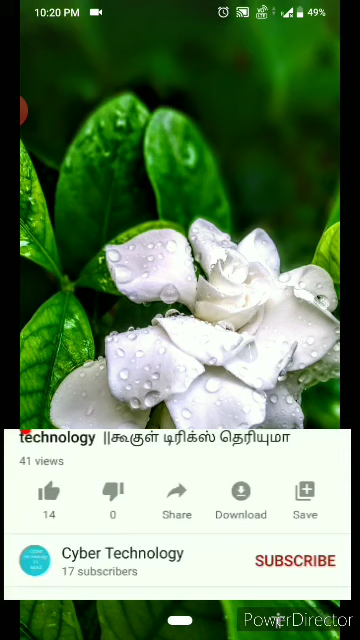 10:20 PM 49%
technology ||கூகுள் டிரிக்ஸ் தெரியுமா
41 views
14 0 Share Download Save
Cyber Technology SUBSCRIBE
17 subscribers
PowerDirector